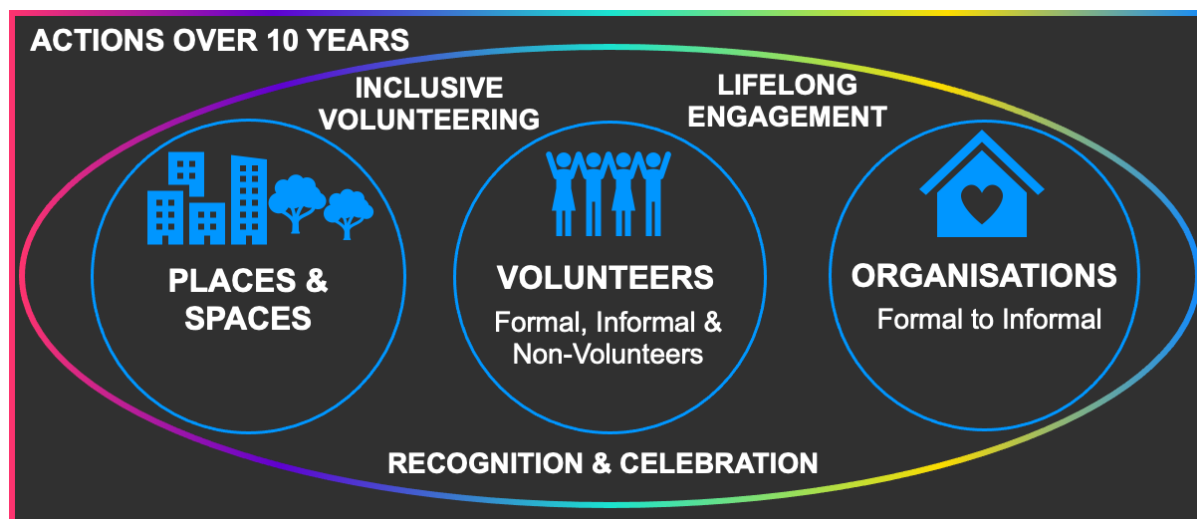 ACTIONS OVER 10 YEARS
INCLUSIVE
VOLUNTEERING
LIFELONG
ENGAGEMENT
PLACES &
SPACES
VOLUNTEERS
Formal, Informal &
Non-Volunteers
ORGANISATIONS
Formal to Informal
RECOGNITION & CELEBRATION